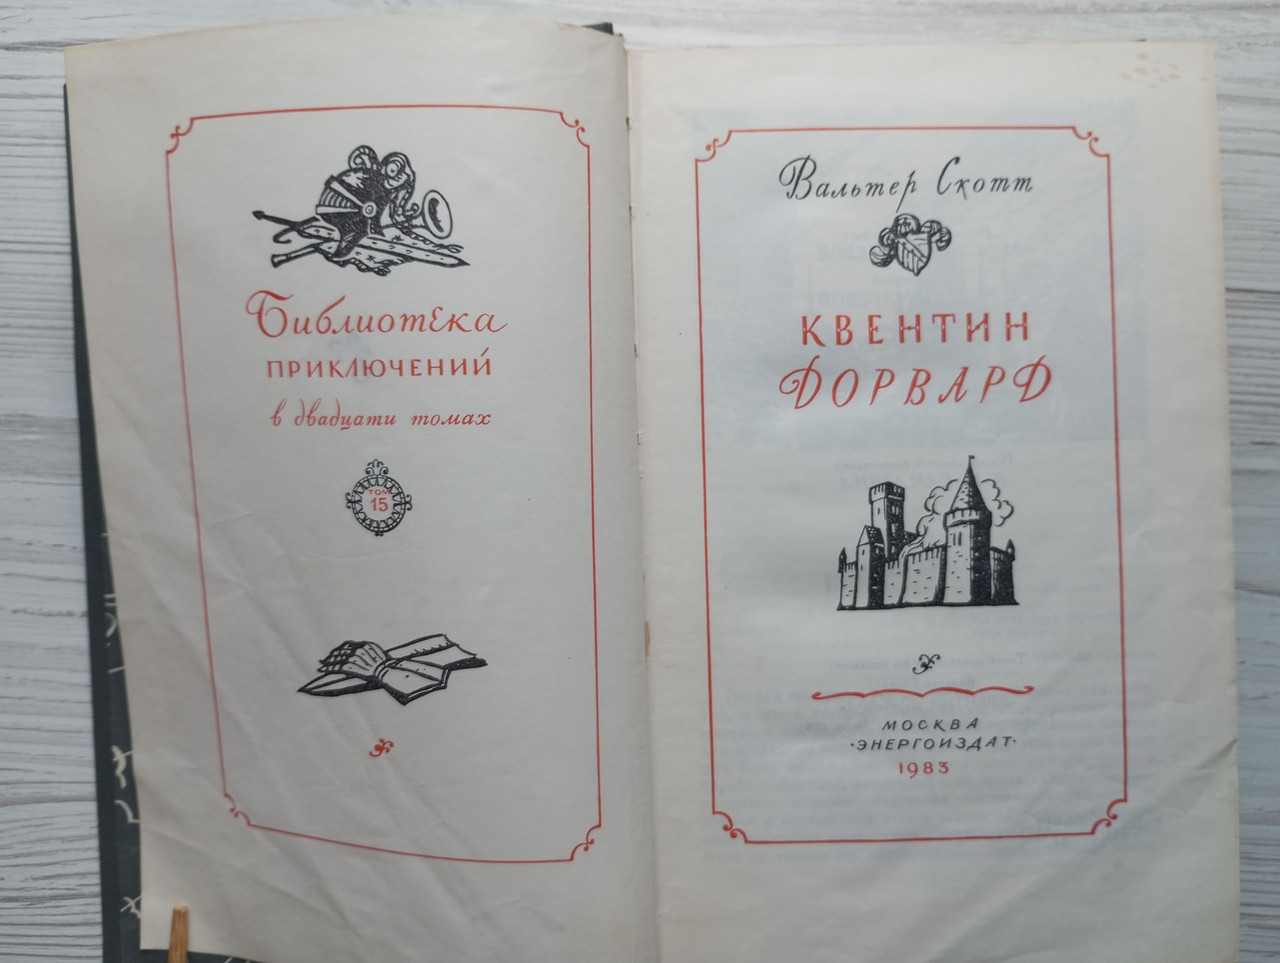 Библиотека
ПРИКЛЮЧЕНИЙ
в двадцати томах
ТОМ
15
Вальтер Скотт
КВЕНТИН
ДОРВАРД
МОСКВА
·ЭНЕРГОИЗДАТ·
1983